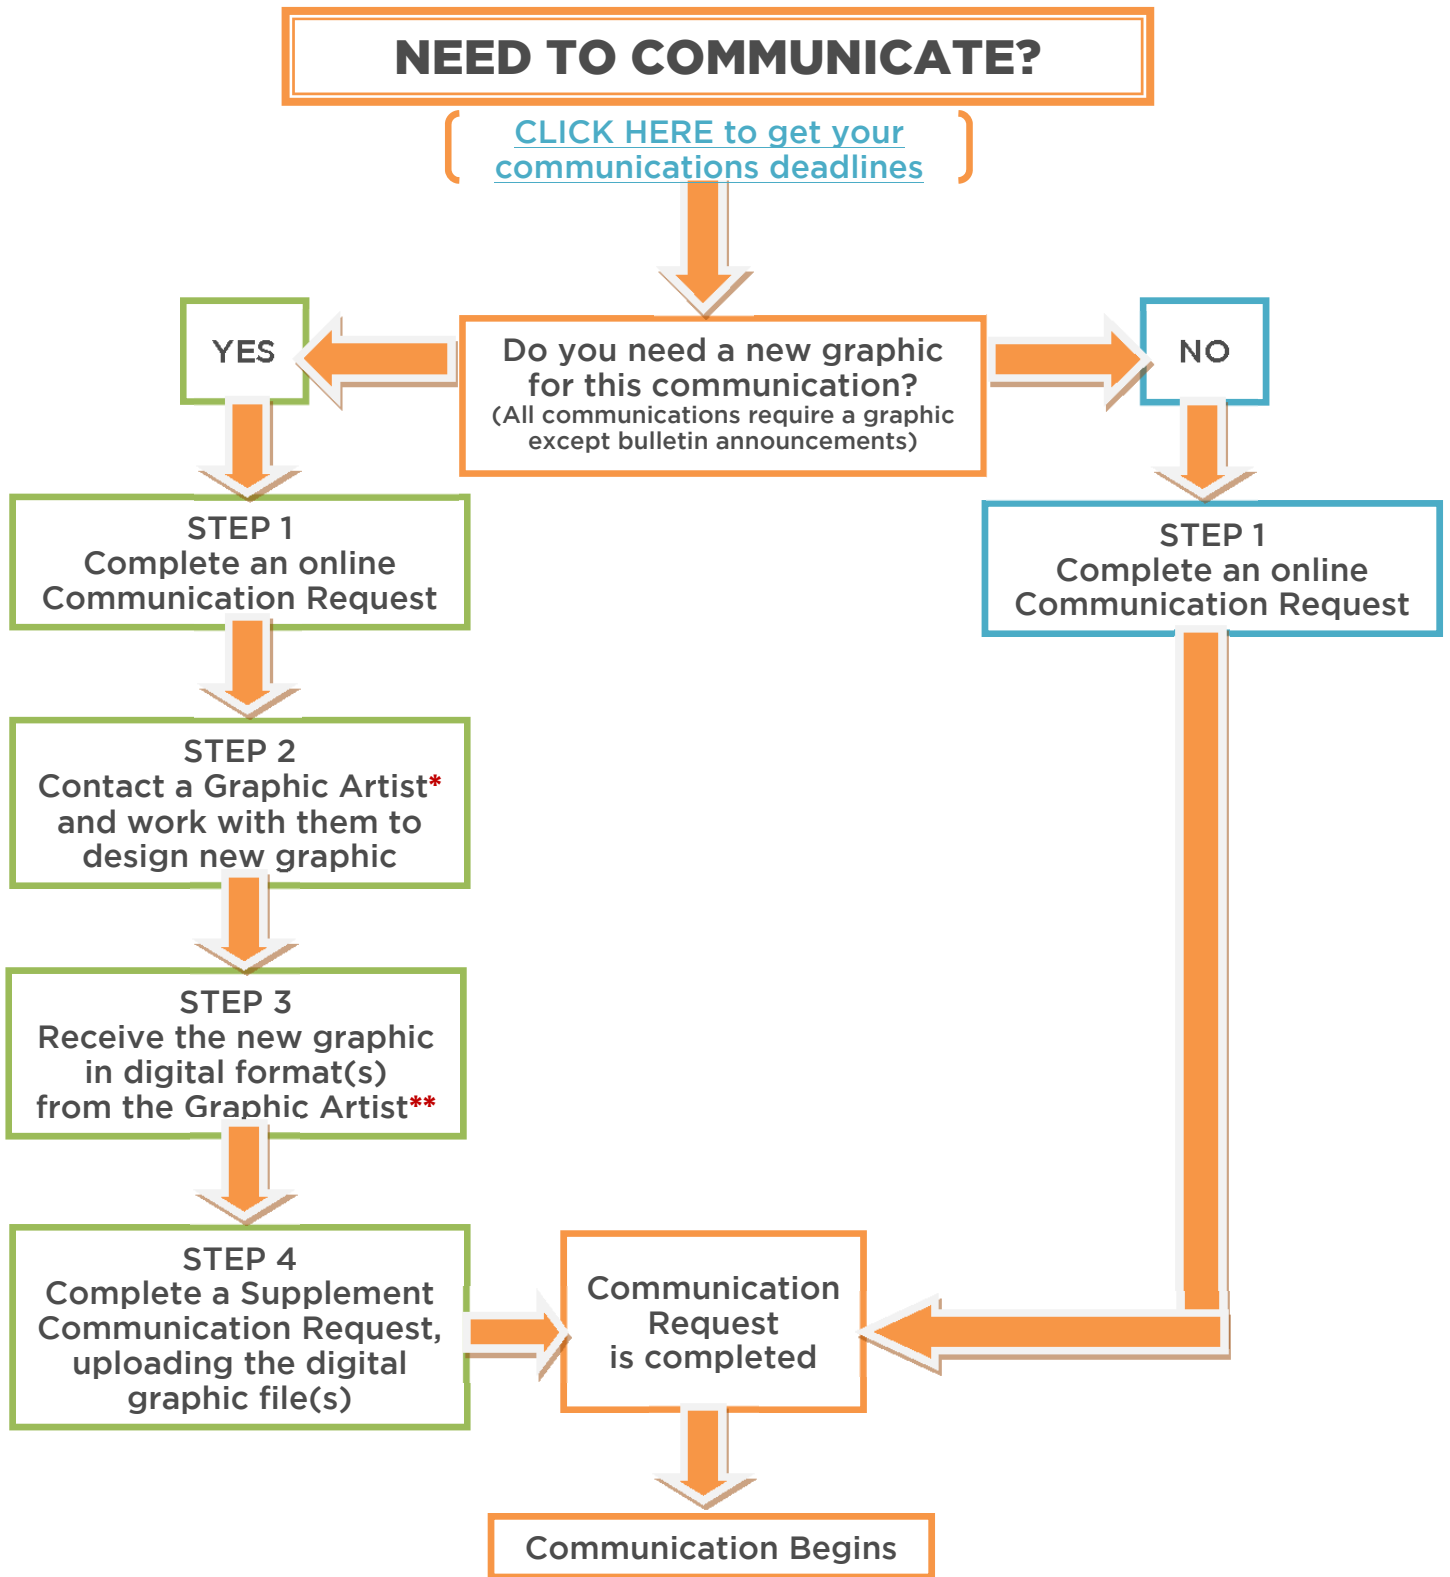 NEED TO COMMUNICATE?
CLICK HERE to get your
communications deadlines
Do you need a new graphic
for this communication?
(All communications require a graphic
except bulletin announcements)
YES
STEP 1
Complete an online
Communication Request
STEP 2
Contact a Graphic Artist*
and work with them to
design new graphic
STEP 3
Receive the new graphic
in digital format(s)
from the Graphic Artist**
STEP 4
Complete a Supplement
Communication Request,
uploading the digital
graphic file(s)
NO
STEP 1
Complete an online
Communication Request
Communication
Request
is completed
Communication Begins